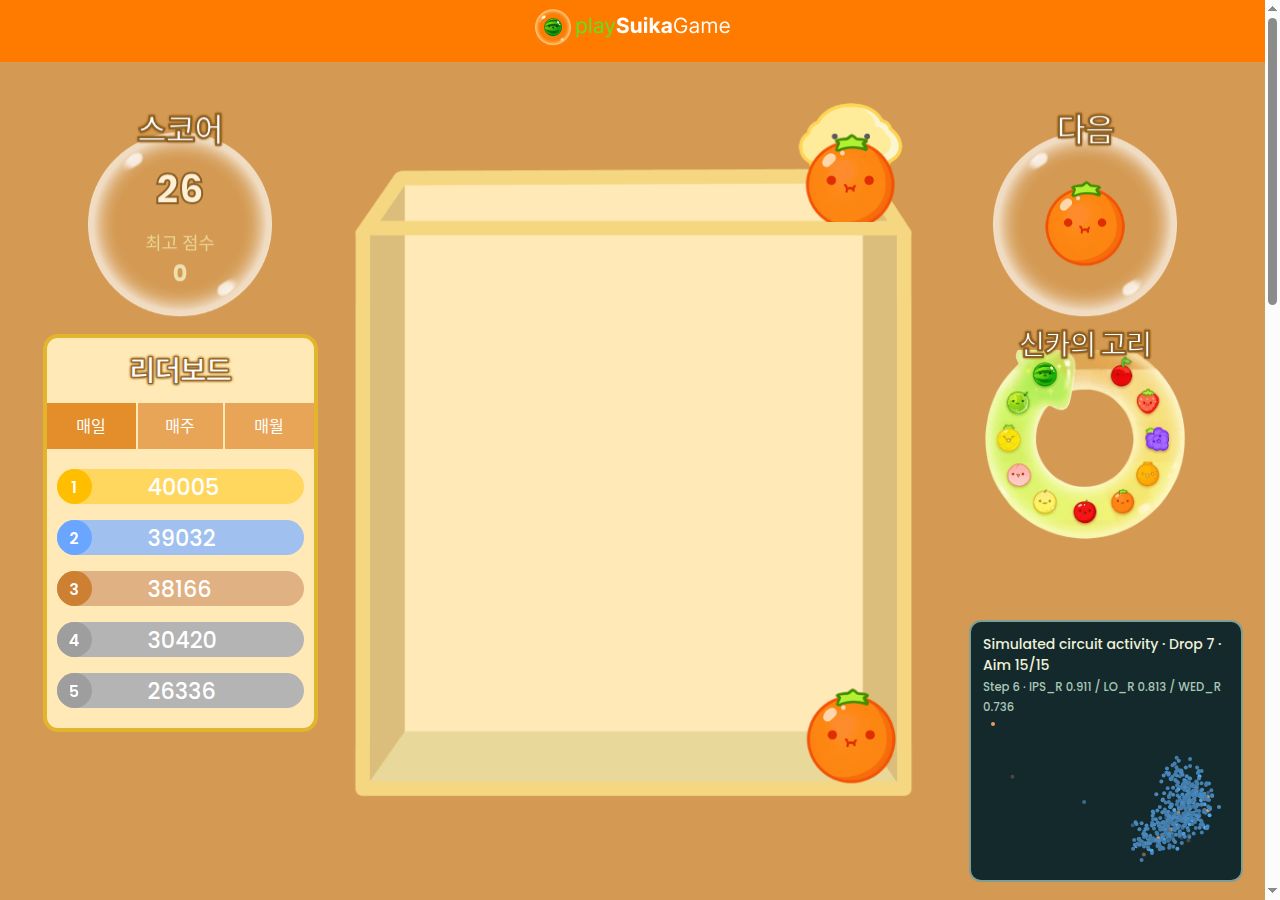 playSuikaGame
스코어
26
최고 점수
0
리더보드
매일 매주 매월
1 40005
2 39032
3 38166
4 30420
5 26336
다음
신카의 고리
Simulated circuit activity · Drop 7 ·
Aim 15/15
Step 6 · IPS_R 0.911 / LO_R 0.813 / WED_R
0.736